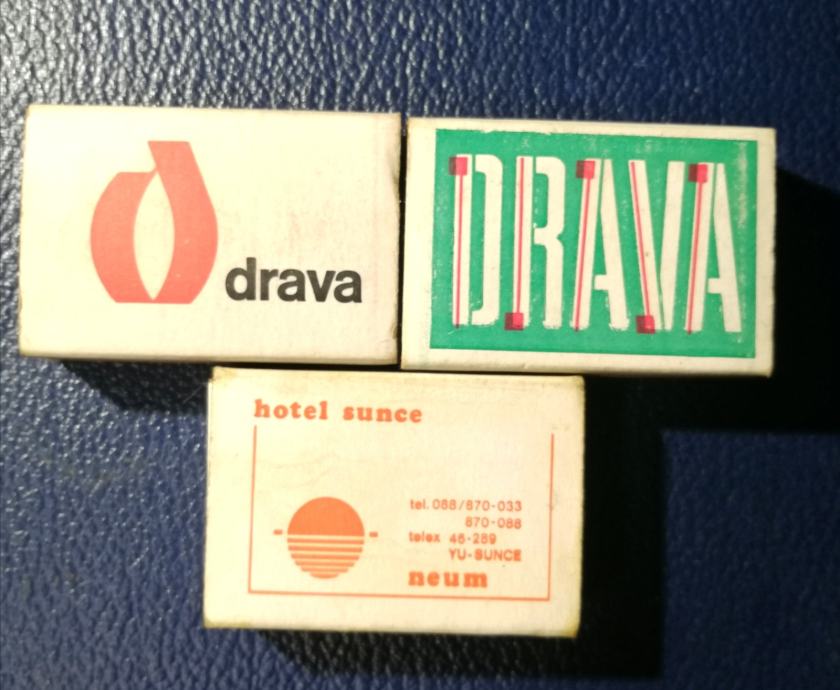 drava
DRAVA
hotel sunce
tel. 088/870-033
870-088
telex 46-289
YU-SUNCE
neum